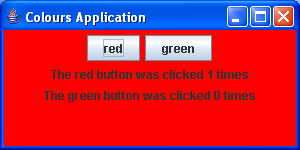 Colours Application
red green
The red button was clicked 1 times
The green button was clicked 0 times